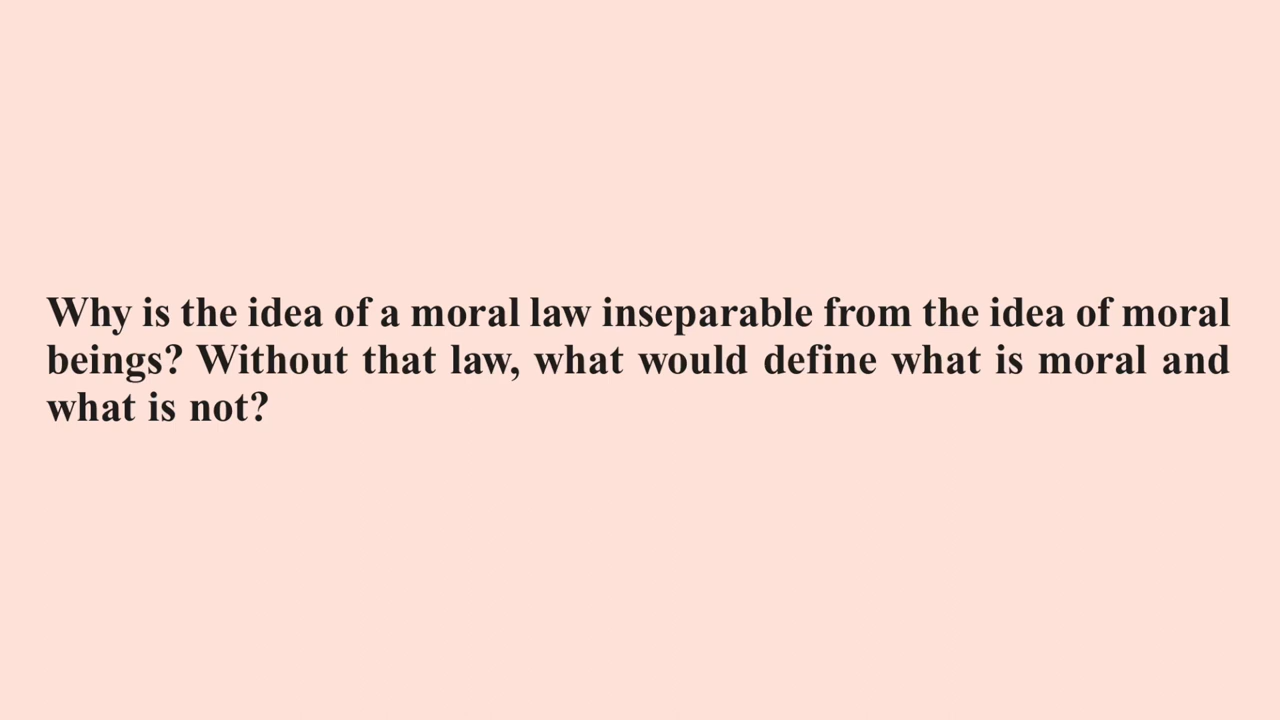 Why is the idea of a moral law inseparable from the idea of moral
beings? Without that law, what would define what is moral and
what is not?